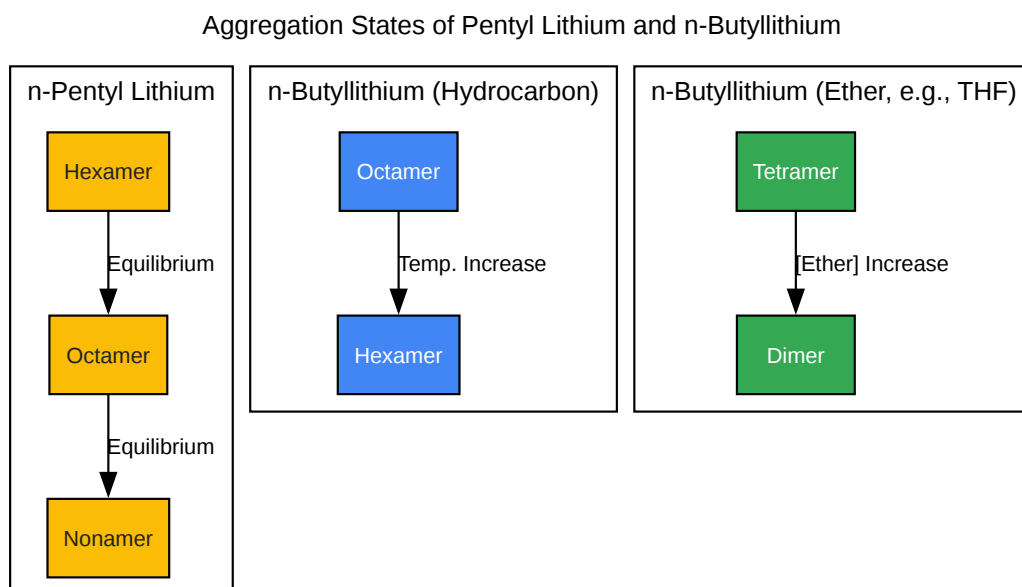 Aggregation States of Pentyl Lithium and n-Butyllithium
n-Pentyl Lithium
Hexamer
Equilibrium
Octamer
Equilibrium
Nonamer
n-Butyllithium (Hydrocarbon)
Octamer
Temp. Increase
Hexamer
n-Butyllithium (Ether, e.g., THF)
Tetramer
[Ether] Increase
Dimer